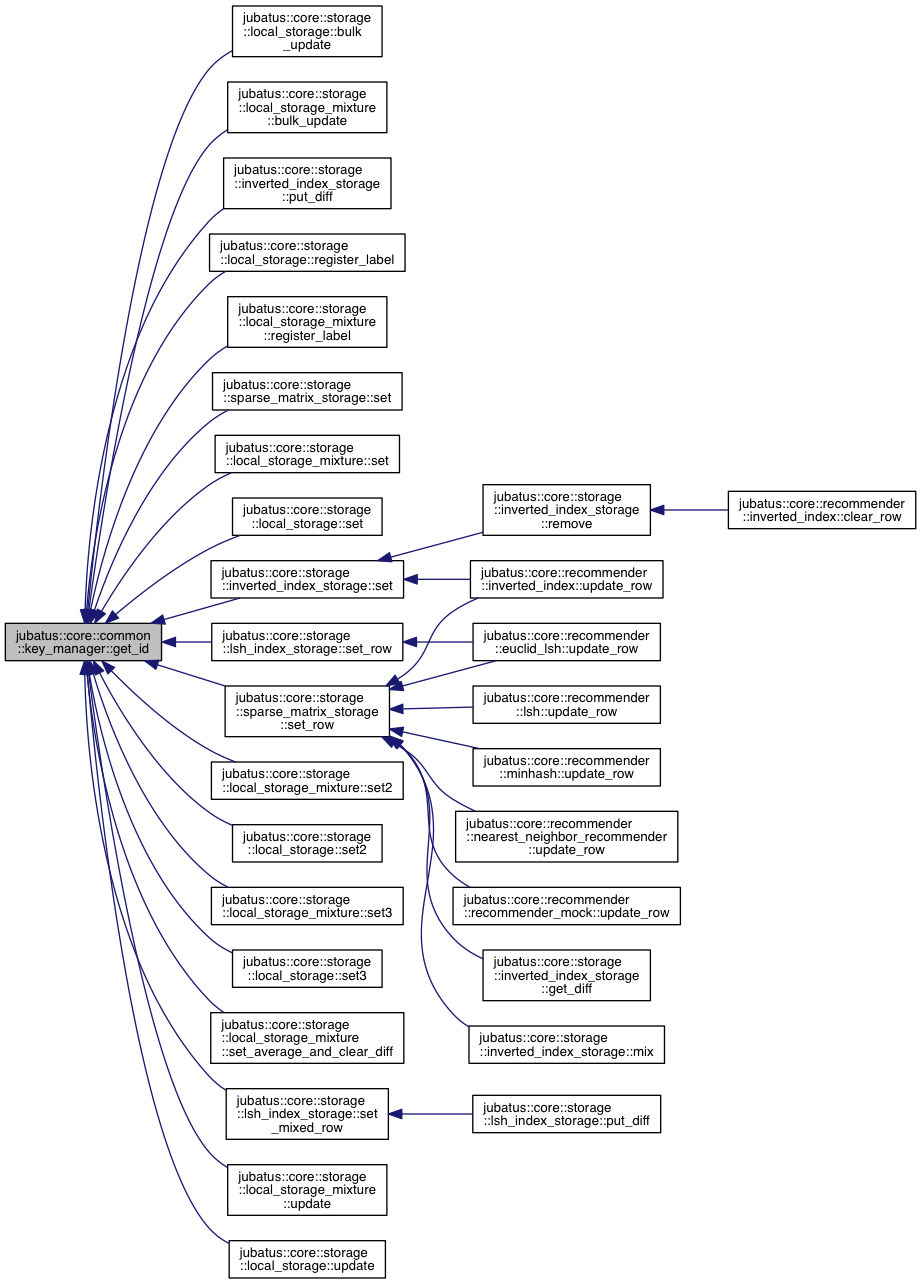 jubatus::core::storage
::local_storage::bulk
_update
jubatus::core::storage
::local_storage_mixture
::bulk_update
jubatus::core::storage
::inverted_index_storage
::put_diff
jubatus::core::storage
::local_storage::register_label
jubatus::core::storage
::local_storage_mixture
::register_label
jubatus::core::storage
::sparse_matrix_storage::set
jubatus::core::storage
::local_storage_mixture::set
jubatus::core::storage
::local_storage::set
jubatus::core::storage
::inverted_index_storage
::remove
jubatus::core::recommender
::inverted_index::clear_row
jubatus::core::storage
::inverted_index_storage::set
jubatus::core::recommender
::inverted_index::update_row
jubatus::core::common
::key_manager::get_id
jubatus::core::storage
::lsh_index_storage::set_row
jubatus::core::recommender
::euclid_lsh::update_row
jubatus::core::storage
::sparse_matrix_storage
::set_row
jubatus::core::recommender
::lsh::update_row
jubatus::core::recommender
::minhash::update_row
jubatus::core::storage
::local_storage_mixture::set2
jubatus::core::storage
::local_storage::set2
jubatus::core::recommender
::nearest_neighbor_recommender
::update_row
jubatus::core::storage
::local_storage_mixture::set3
jubatus::core::recommender
::recommender_mock::update_row
jubatus::core::storage
::local_storage::set3
jubatus::core::storage
::inverted_index_storage
::get_diff
jubatus::core::storage
::local_storage_mixture
::set_average_and_clear_diff
jubatus::core::storage
::inverted_index_storage::mix
jubatus::core::storage
::lsh_index_storage::set
_mixed_row
jubatus::core::storage
::lsh_index_storage::put_diff
jubatus::core::storage
::local_storage_mixture
::update
jubatus::core::storage
::local_storage::update